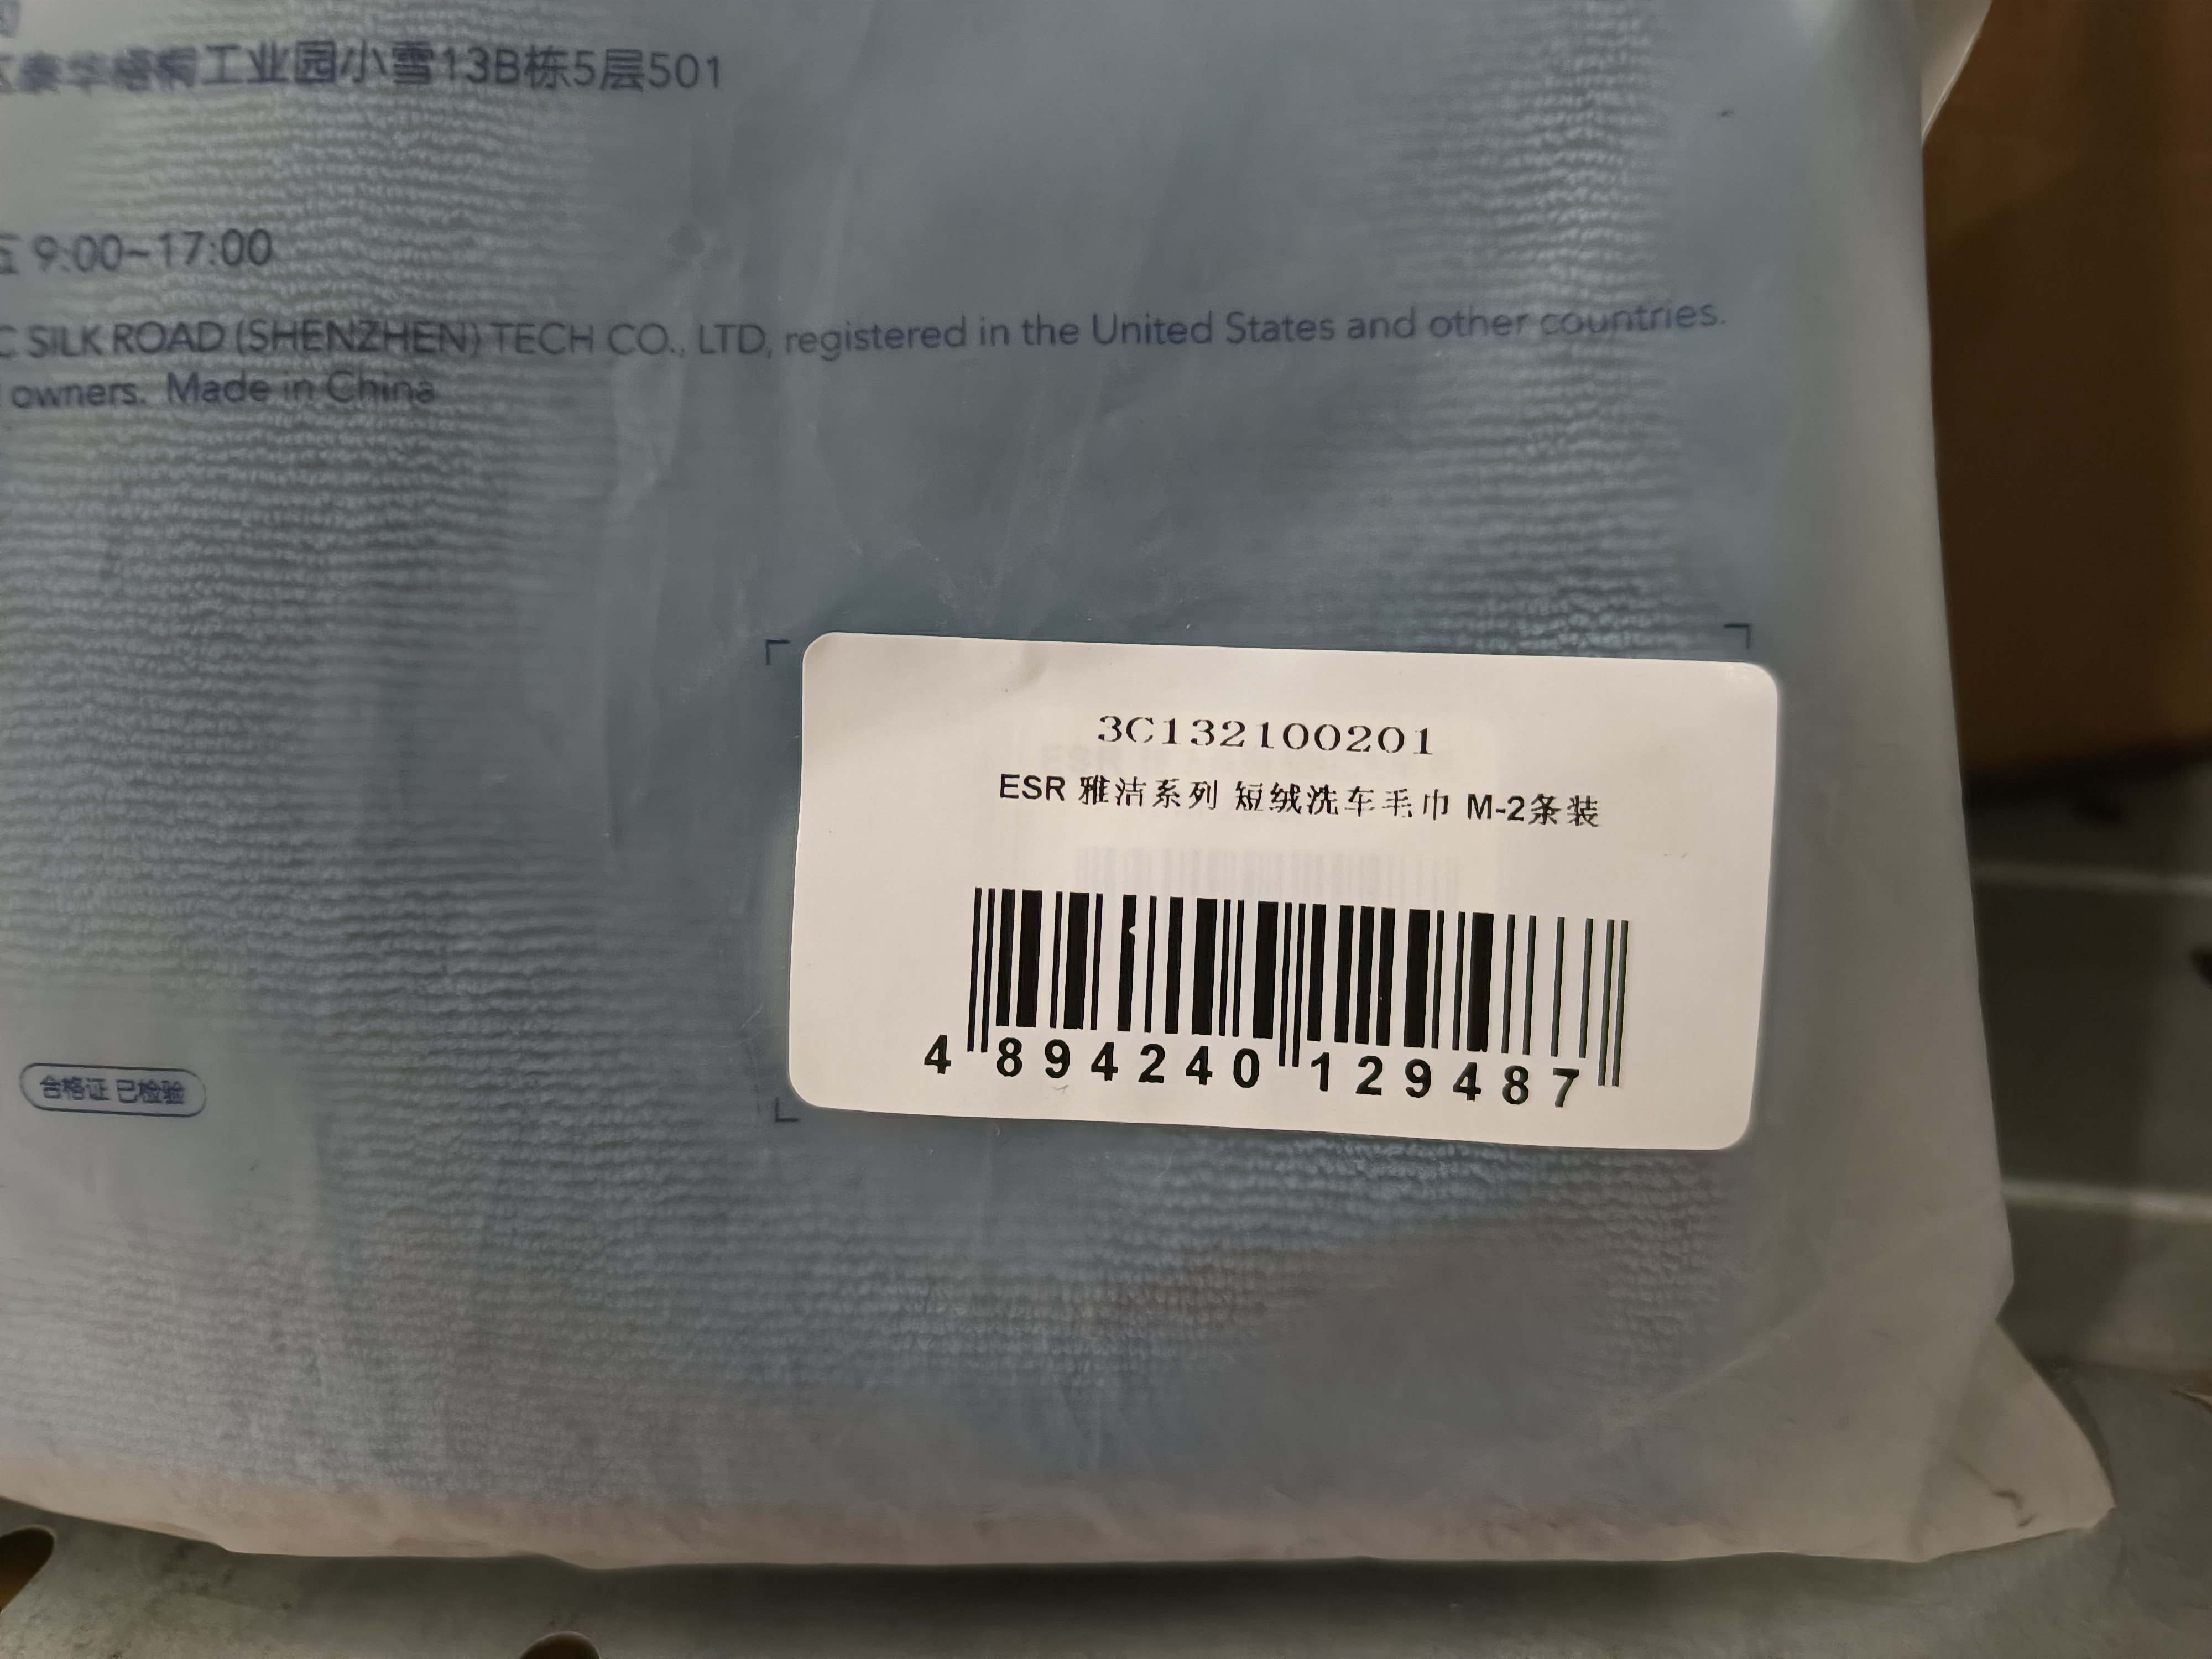 工业园小雪13B栋5层501
五 9:00~17:00
C SILK ROAD (SHENZHEN) TECH CO., LTD, registered in the United States and other countries.
owners. Made in China
3C132100201
ESR 雅洁系列 短绒洗车毛巾 M-2条装
4 894240 129487
合格证 已检验